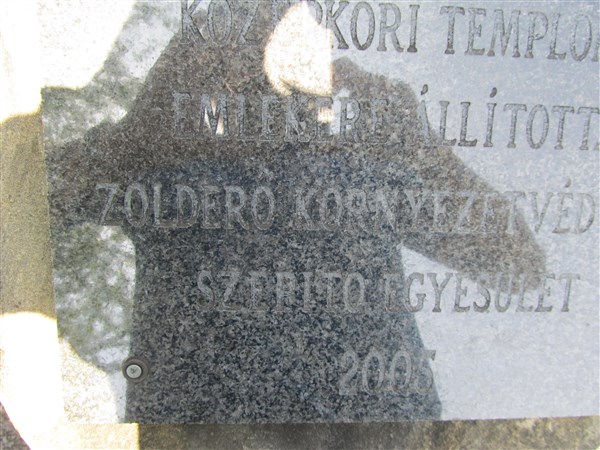 KÖZÉPKORI TEMPLOM
EMLÉKÉRE ÁLLÍTOTTA
ZÖLDERŐ KÖRNYEZETVÉD
SZÉPÍTŐ EGYESÜLET
2005